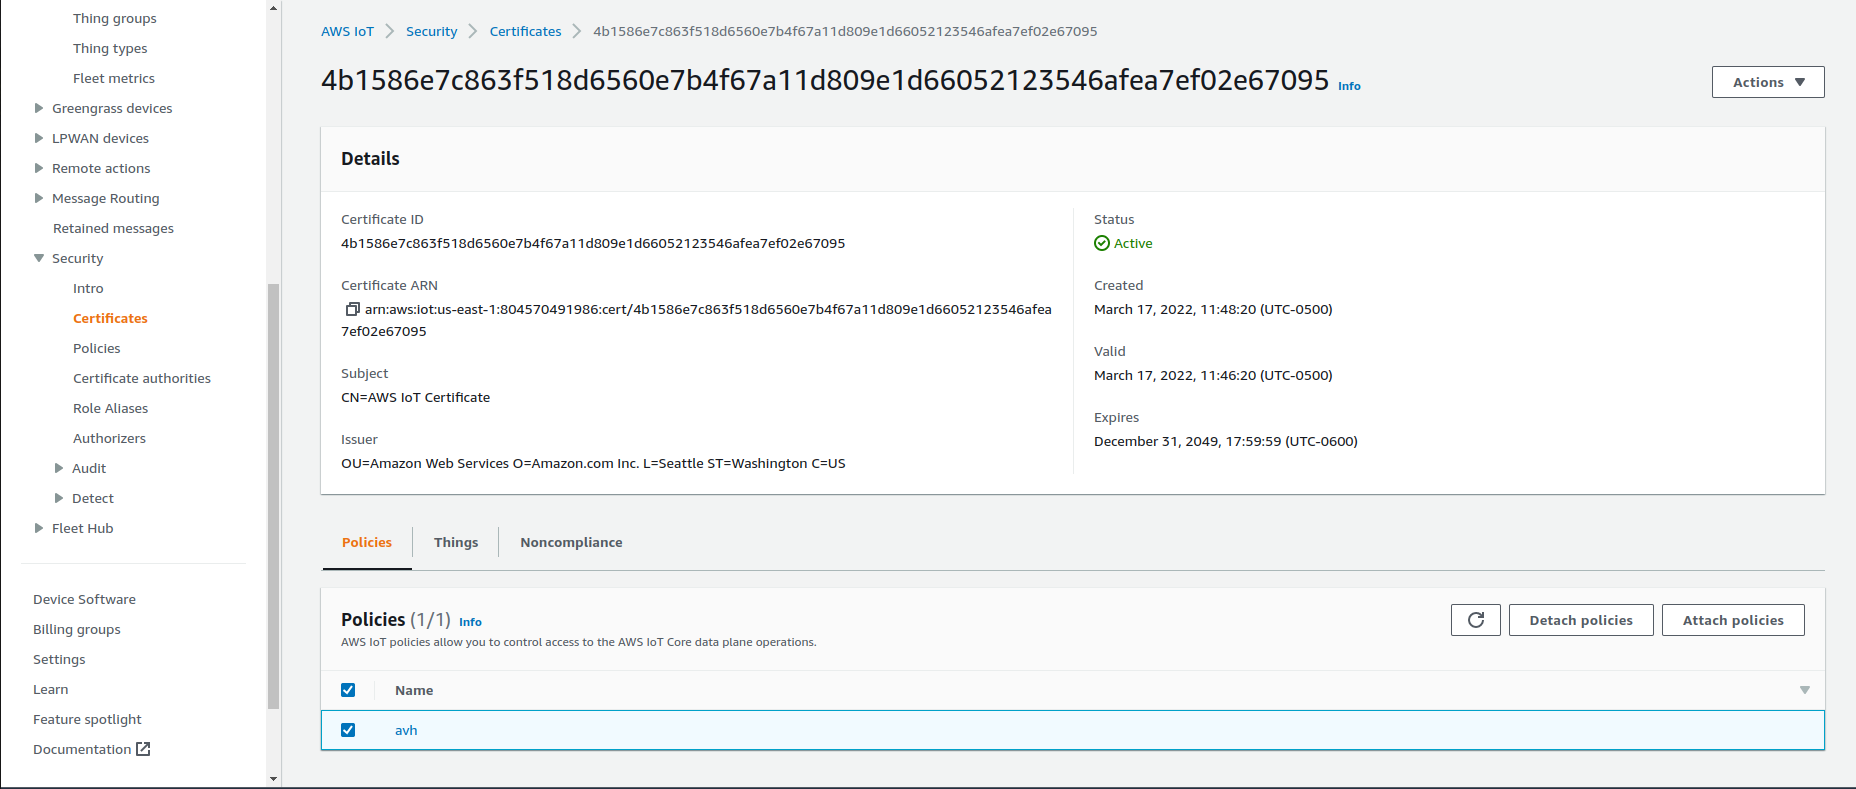 Thing groups
Thing types
Fleet metrics
Greengrass devices
LPWAN devices
Remote actions
Message Routing
Retained messages
Security
Intro
Certificates
Policies
Certificate authorities
Role Aliases
Authorizers
Audit
Detect
Fleet Hub
Device Software
Billing groups
Settings
Learn
Feature spotlight
Documentation
AWS IoT Security Certificates 4b1586e7c863f518d6560e7b4f67a11d809e1d66052123546afea7ef02e67095
4b1586e7c863f518d6560e7b4f67a11d809e1d66052123546afea7ef02e67095 Info
Actions
Details
Certificate ID
4b1586e7c863f518d6560e7b4f67a11d809e1d66052123546afea7ef02e67095
Certificate ARN
arn:aws:iot:us-east-1:804570491986:cert/4b1586e7c863f518d6560e7b4f67a11d809e1d66052123546afea
7ef02e67095
Subject
CN=AWS IoT Certificate
Issuer
OU=Amazon Web Services O=Amazon.com Inc. L=Seattle ST=Washington C=US
Status
Active
Created
March 17, 2022, 11:48:20 (UTC-0500)
Valid
March 17, 2022, 11:46:20 (UTC-0500)
Expires
December 31, 2049, 17:59:59 (UTC-0600)
Policies Things Noncompliance
Policies (1/1) Info
AWS IoT policies allow you to control access to the AWS IoT Core data plane operations.
Detach policies
Attach policies
Name
avh